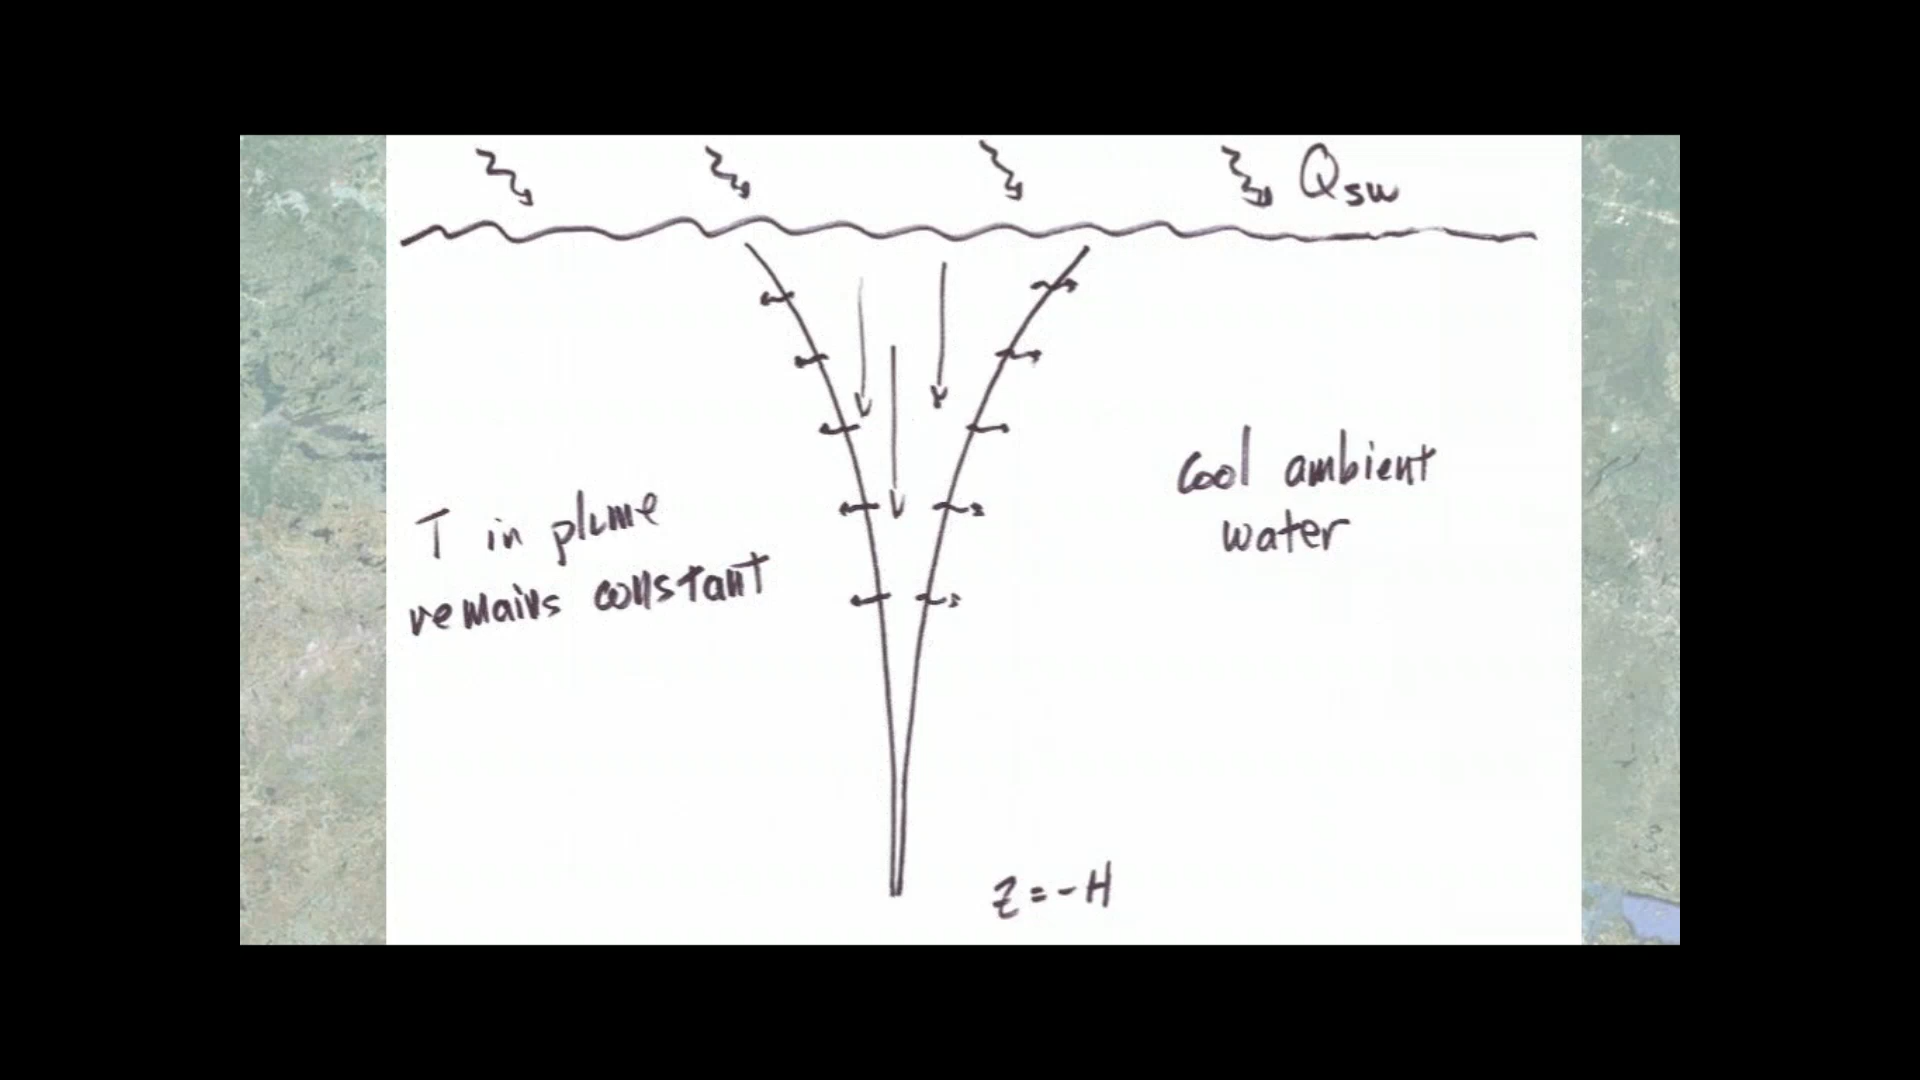 Qsw
cool ambient
water
T in plume
remains constant
z = -H